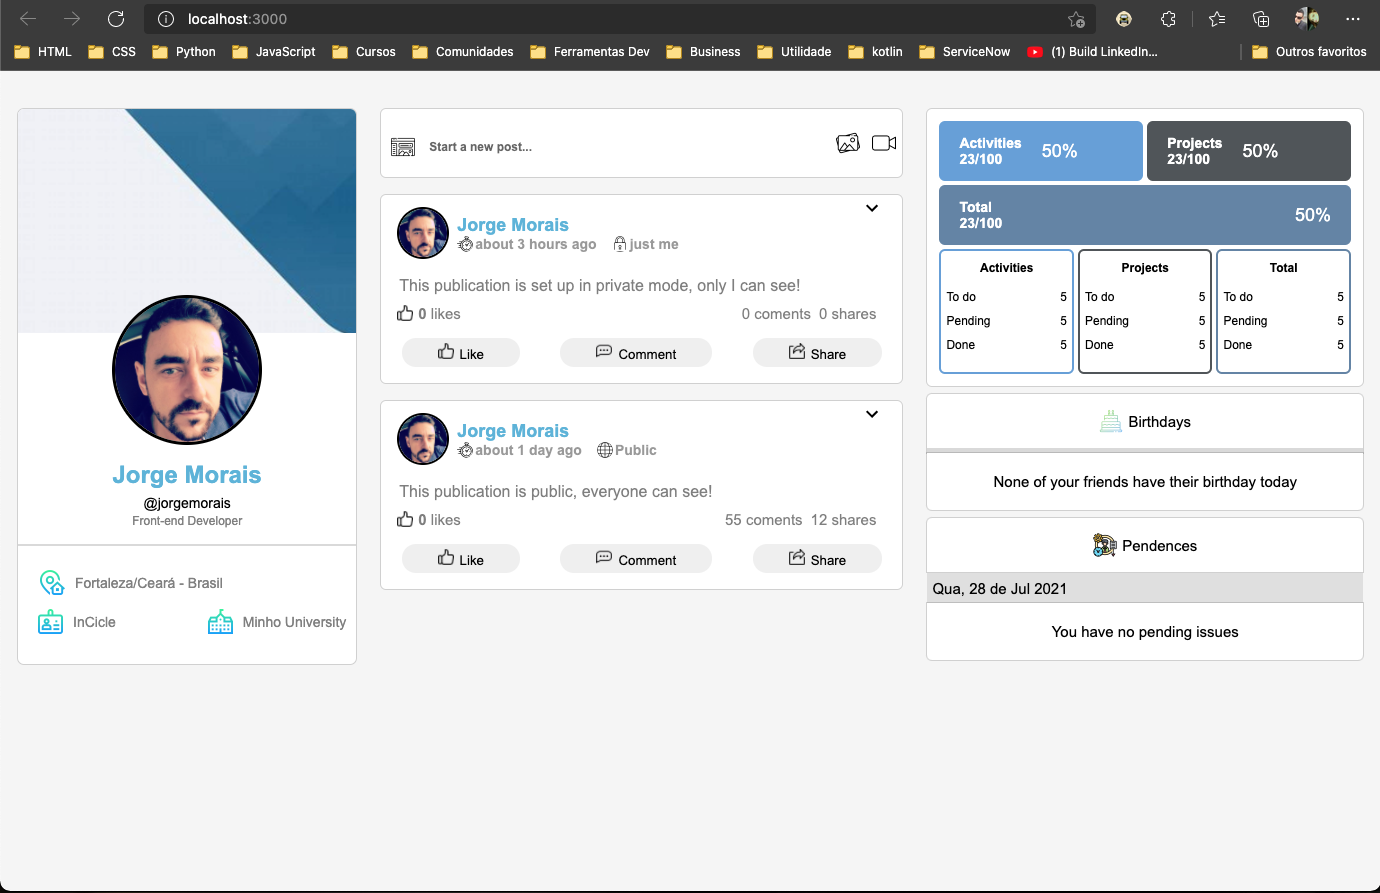 localhost:3000
HTML CSS Python JavaScript Cursos Comunidades Ferramentas Dev Business Utilidade kotlin ServiceNow (1) Build LinkedIn... Outros favoritos
Jorge Morais
@jorgemorais
Front-end Developer
Fortaleza/Ceará - Brasil
InCicle Minho University
Start a new post...
Jorge Morais
about 3 hours ago just me
This publication is set up in private mode, only I can see!
0 likes 0 coments 0 shares
Like Comment Share
Jorge Morais
about 1 day ago Public
This publication is public, everyone can see!
0 likes 55 coments 12 shares
Like Comment Share
Activities
23/100
50%
Projects
23/100
50%
Total
23/100
50%
Activities
To do 5
Pending 5
Done 5
Projects
To do 5
Pending 5
Done 5
Total
To do 5
Pending 5
Done 5
Birthdays
None of your friends have their birthday today
Pendences
Qua, 28 de Jul 2021
You have no pending issues